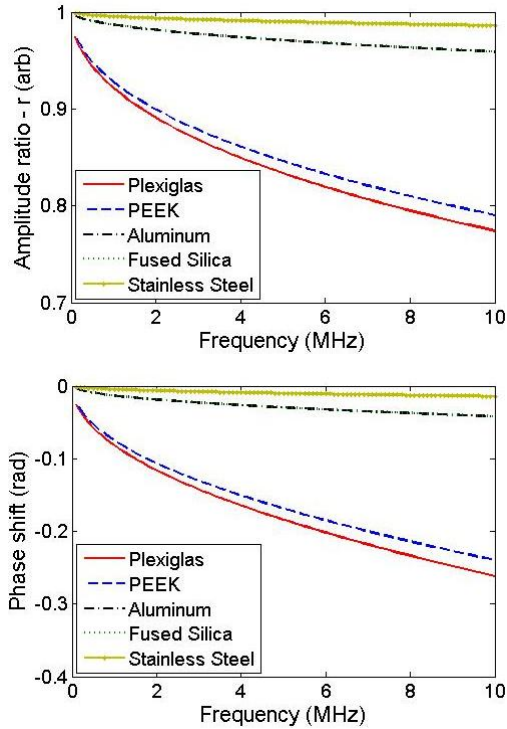 1
0.9
0.8
0.7
Amplitude ratio - r (arb)
Plexiglas
PEEK
Aluminum
Fused Silica
Stainless Steel
0 2 4 6 8 10
Frequency (MHz)
0
-0.1
-0.2
-0.3
-0.4
Phase shift (rad)
Plexiglas
PEEK
Aluminum
Fused Silica
Stainless Steel
0 2 4 6 8 10
Frequency (MHz)